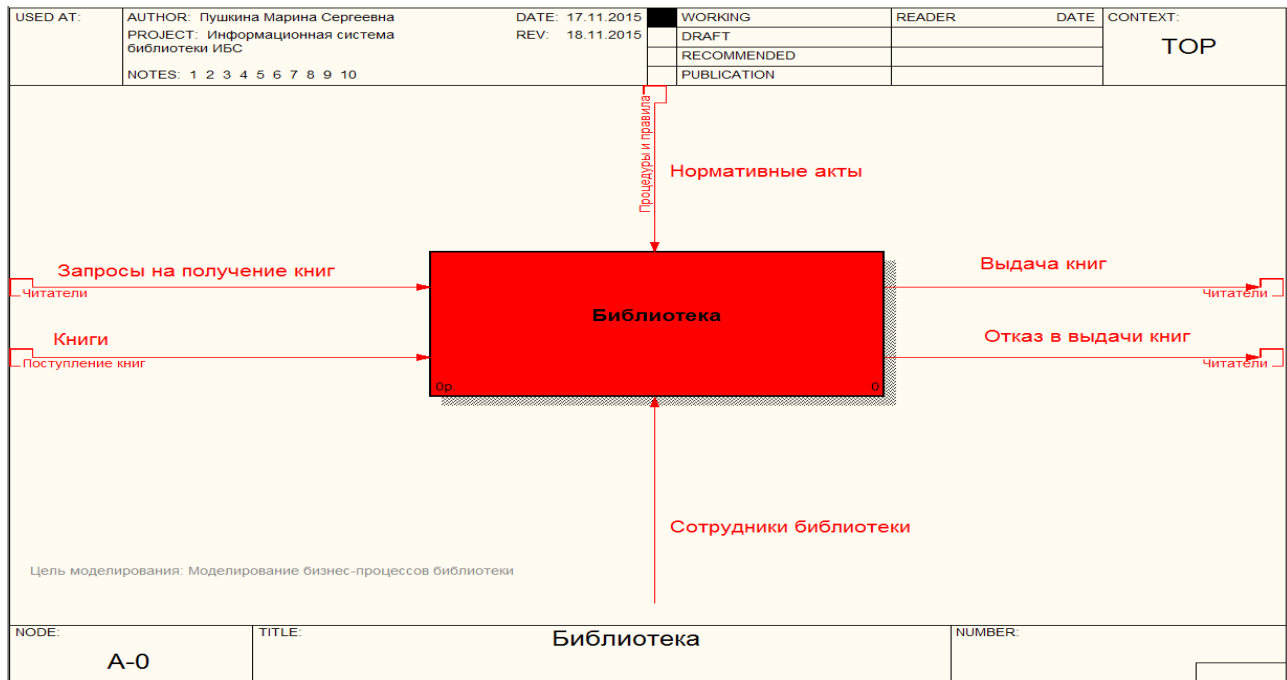 USED AT:
AUTHOR: Пушкина Марина Сергеевна
DATE: 17.11.2015
PROJECT: Информационная система
библиотеки ИБС
REV: 18.11.2015
NOTES: 1 2 3 4 5 6 7 8 9 10
WORKING
DRAFT
RECOMMENDED
PUBLICATION
READER DATE
CONTEXT:
TOP
Процедуры и правила
Нормативные акты
Запросы на получение книг
Читатели
Книги
Поступление книг
Библиотека
0р. 0
Выдача книг
Читатели
Отказ в выдачи книг
Читатели
Сотрудники библиотеки
Цель моделирования: Моделирование бизнес-процессов библиотеки
NODE:
A-0
TITLE:
Библиотека
NUMBER: